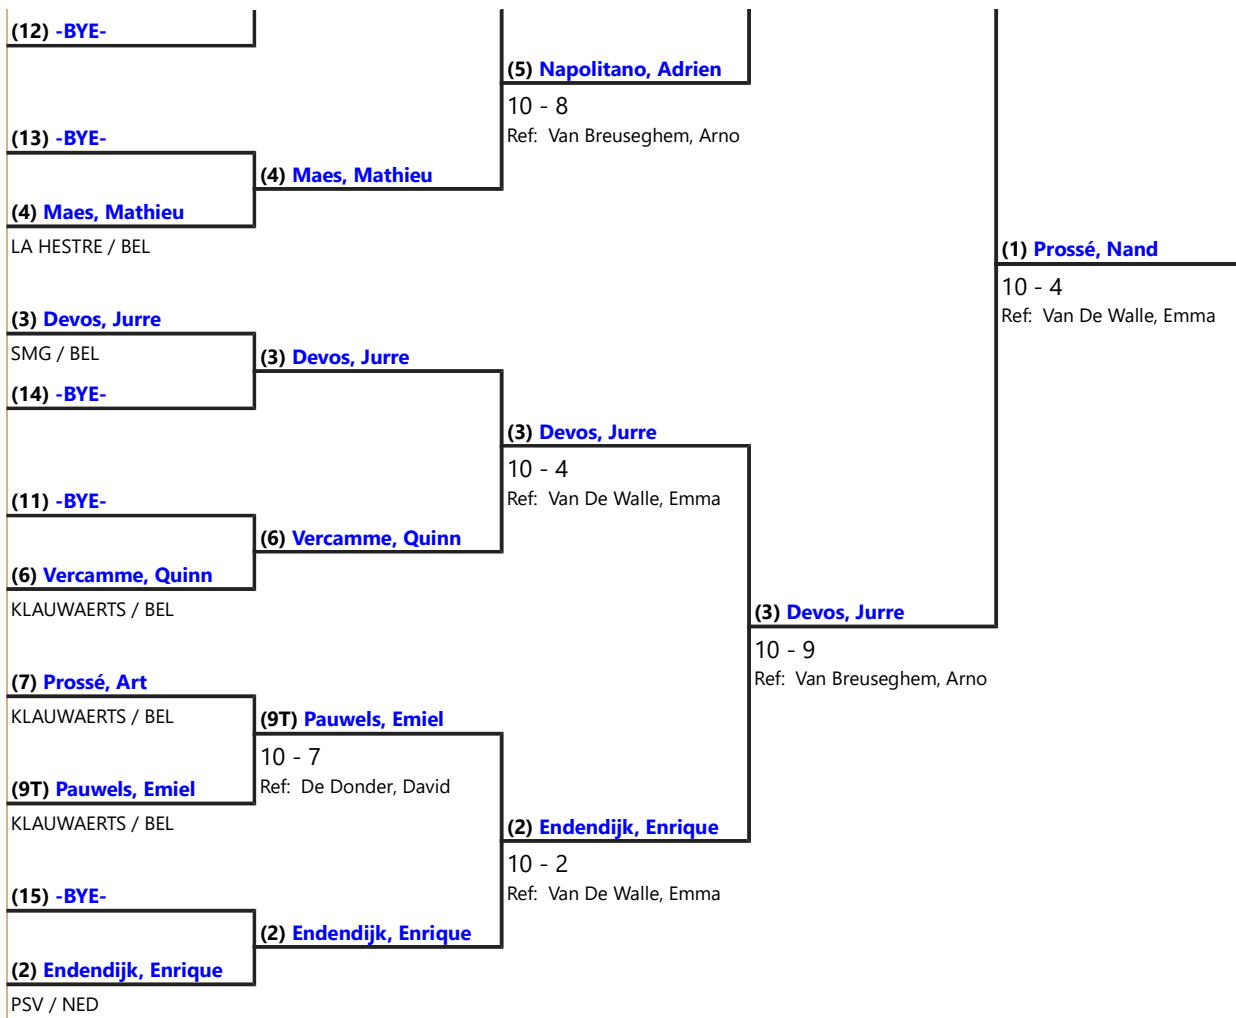 (12) -BYE-
(5) Napolitano, Adrien
10 - 8
Ref: Van Breuseghem, Arno
(13) -BYE-
(4) Maes, Mathieu
(4) Maes, Mathieu
LA HESTRE / BEL
(1) Prossé, Nand
10 - 4
Ref: Van De Walle, Emma
(3) Devos, Jurre
SMG / BEL
(3) Devos, Jurre
(14) -BYE-
(3) Devos, Jurre
10 - 4
Ref: Van De Walle, Emma
(11) -BYE-
(6) Vercamme, Quinn
(6) Vercamme, Quinn
KLAUWAERTS / BEL
(3) Devos, Jurre
10 - 9
Ref: Van Breuseghem, Arno
(7) Prossé, Art
KLAUWAERTS / BEL
(9T) Pauwels, Emiel
10 - 7
Ref: De Donder, David
(9T) Pauwels, Emiel
KLAUWAERTS / BEL
(2) Endendijk, Enrique
10 - 2
Ref: Van De Walle, Emma
(15) -BYE-
(2) Endendijk, Enrique
(2) Endendijk, Enrique
PSV / NED